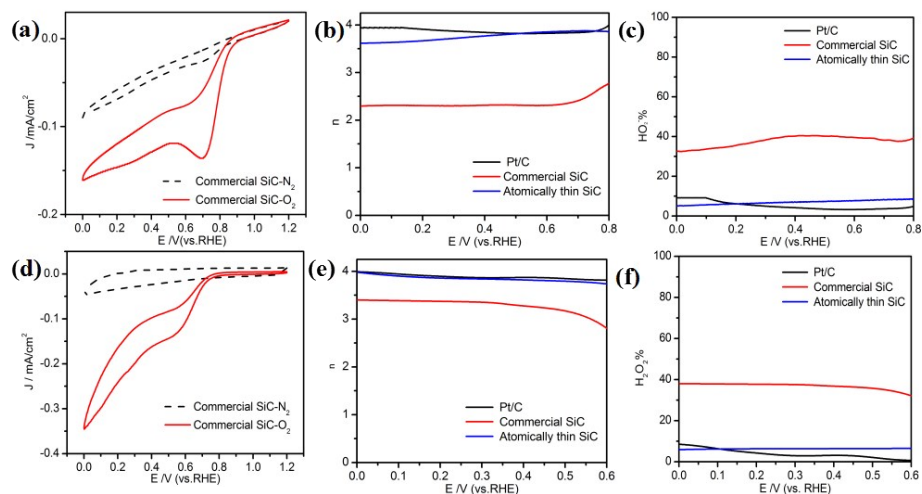 (a)
J /mA/cm²
0.0
-0.1
-0.2
Commercial SiC-N₂
Commercial SiC-O₂
0.0 0.2 0.4 0.6 0.8 1.0 1.2
E /V(vs.RHE)
(b)
n
4
3
2
1
0
Pt/C
Commercial SiC
Atomically thin SiC
0.0 0.2 0.4 0.6 0.8
E /V (vs.RHE)
(c)
HO₂⁻%
100
80
60
40
20
0
Pt/C
Commercial SiC
Atomically thin SiC
0.0 0.2 0.4 0.6 0.8
E /V (vs.RHE)
(d)
J / mA/cm²
0.0
-0.1
-0.2
-0.3
-0.4
Commercial SiC-N₂
Commercial SiC-O₂
0.0 0.2 0.4 0.6 0.8 1.0 1.2
E /V(vs.RHE)
(e)
n
4
3
2
1
0
Pt/C
Commercial SiC
Atomically thin SiC
0.0 0.1 0.2 0.3 0.4 0.5 0.6
E /V (vs.RHE)
(f)
H₂O₂%
100
80
60
40
20
0
Pt/C
Commercial SiC
Atomically thin SiC
0.0 0.1 0.2 0.3 0.4 0.5 0.6
E /V (vs. RHE)